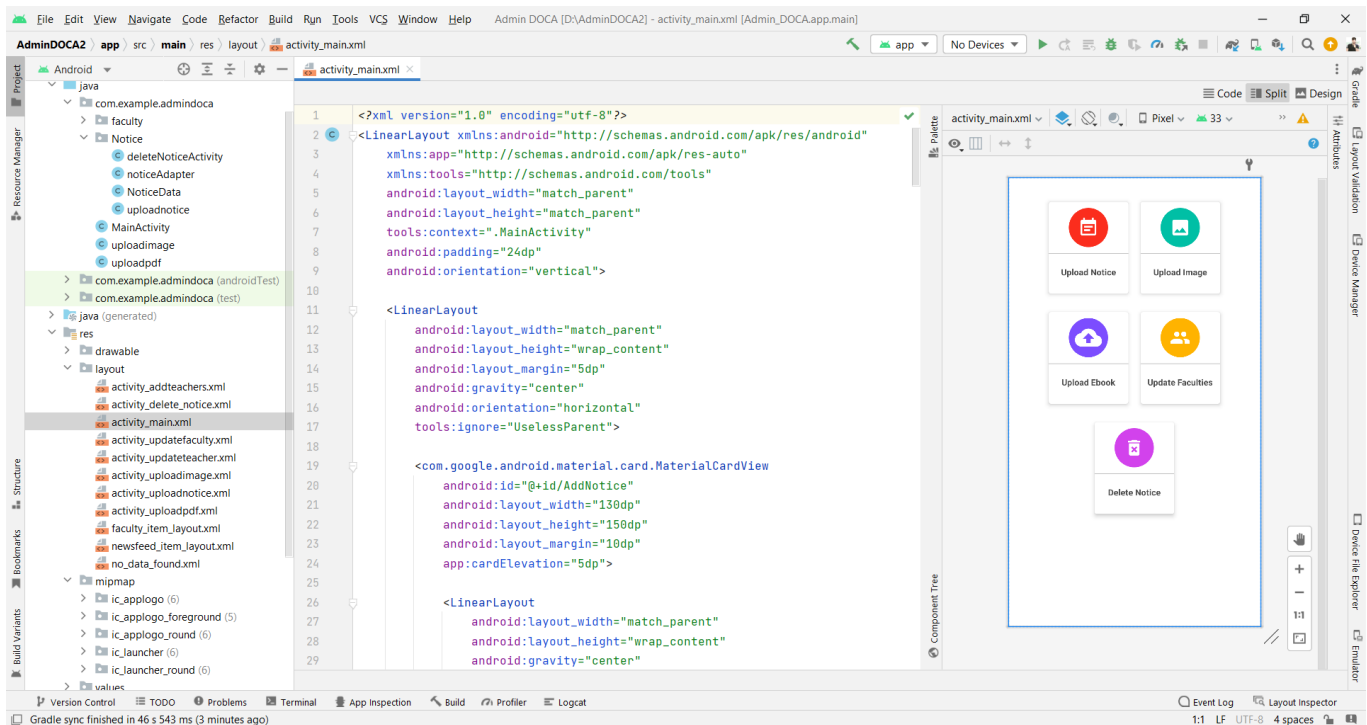 File Edit View Navigate Code Refactor Build Run Tools VCS Window Help Admin DOCA [D:\AdminDOCA2] - activity_main.xml [Admin_DOCA.app.main]
AdminDOCA2 app src main res layout activity_main.xml app No Devices
Project
Resource Manager
Structure
Bookmarks
Build Variants
Android
java
com.example.admindoca
faculty
Notice
deleteNoticeActivity
noticeAdapter
NoticeData
uploadnotice
MainActivity
uploadimage
uploadpdf
com.example.admindoca (androidTest)
com.example.admindoca (test)
java (generated)
res
drawable
layout
activity_addteachers.xml
activity_delete_notice.xml
activity_main.xml
activity_updatefaculty.xml
activity_updateteacher.xml
activity_uploadimage.xml
activity_uploadnotice.xml
activity_uploadpdf.xml
faculty_item_layout.xml
newsfeed_item_layout.xml
no_data_found.xml
mipmap
ic_applogo (6)
ic_applogo_foreground (5)
ic_applogo_round (6)
ic_launcher (6)
ic_launcher_round (6)
values
activity_main.xml
Code Split Design
1 <?xml version="1.0" encoding="utf-8"?>
2 <LinearLayout xmlns:android="http://schemas.android.com/apk/res/android"
3 xmlns:app="http://schemas.android.com/apk/res-auto"
4 xmlns:tools="http://schemas.android.com/tools"
5 android:layout_width="match_parent"
6 android:layout_height="match_parent"
7 tools:context=".MainActivity"
8 android:padding="24dp"
9 android:orientation="vertical">
10
11 <LinearLayout
12 android:layout_width="match_parent"
13 android:layout_height="wrap_content"
14 android:layout_margin="5dp"
15 android:gravity="center"
16 android:orientation="horizontal"
17 tools:ignore="UselessParent">
18
19 <com.google.android.material.card.MaterialCardView
20 android:id="@+id/AddNotice"
21 android:layout_width="130dp"
22 android:layout_height="150dp"
23 android:layout_margin="10dp"
24 app:cardElevation="5dp">
25
26 <LinearLayout
27 android:layout_width="match_parent"
28 android:layout_height="wrap_content"
29 android:gravity="center"
Palette
Component Tree
activity_main.xml Pixel 33
Upload Notice Upload Image
Upload Ebook Update Faculties
Delete Notice
1:1
Gradle
Attributes
Layout Validation
Device Manager
Device File Explorer
Emulator
Version Control TODO Problems Terminal App Inspection Build Profiler Logcat Event Log Layout Inspector
Gradle sync finished in 46 s 543 ms (3 minutes ago) 1:1 LF UTF-8 4 spaces